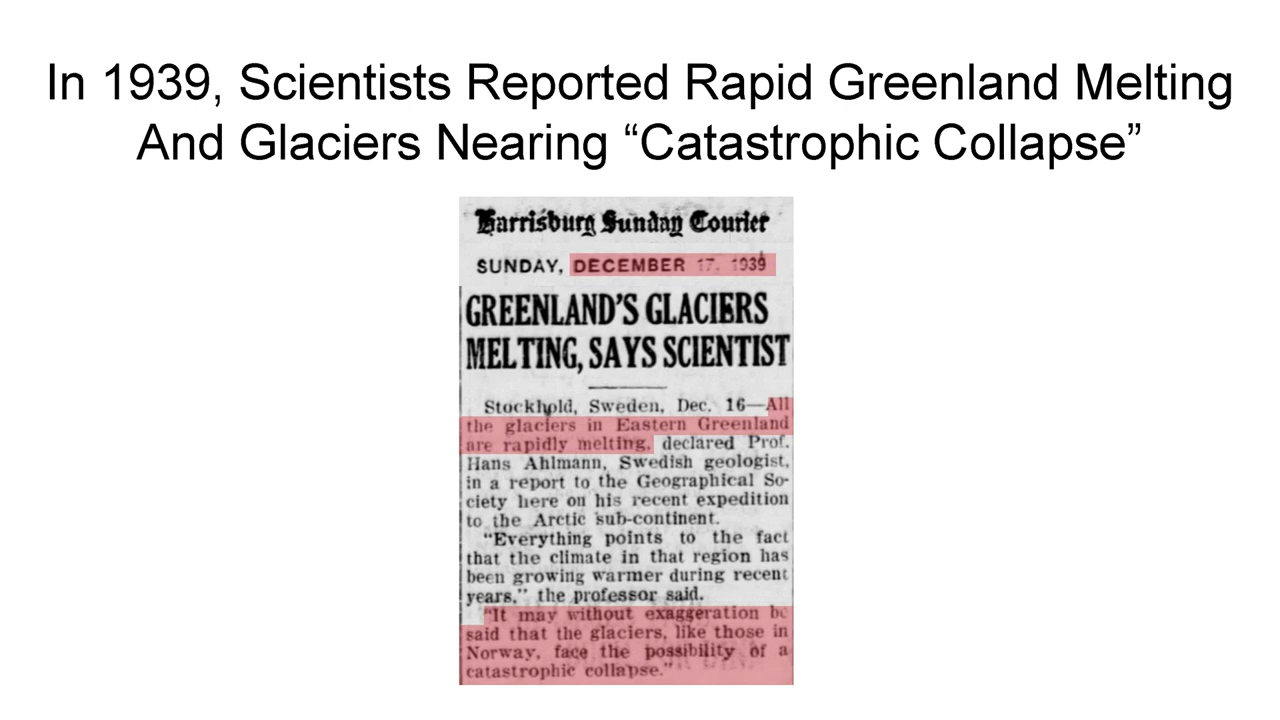 In 1939, Scientists Reported Rapid Greenland Melting
And Glaciers Nearing “Catastrophic Collapse”
Harrisburg Sunday Courier
SUNDAY, DECEMBER 17. 1939
GREENLAND'S GLACIERS
MELTING, SAYS SCIENTIST
Stockhold, Sweden, Dec. 16—All
the glaciers in Eastern Greenland
are rapidly melting, declared Prof.
Hans Ahlmann, Swedish geologist,
in a report to the Geographical So-
ciety here on his recent expedition
to the Arctic sub-continent.
"Everything points to the fact
that the climate in that region has
been growing warmer during recent
years," the professor said.
"It may without exaggeration be
said that the glaciers, like those in
Norway, face the possibility of a
catastrophic collapse."